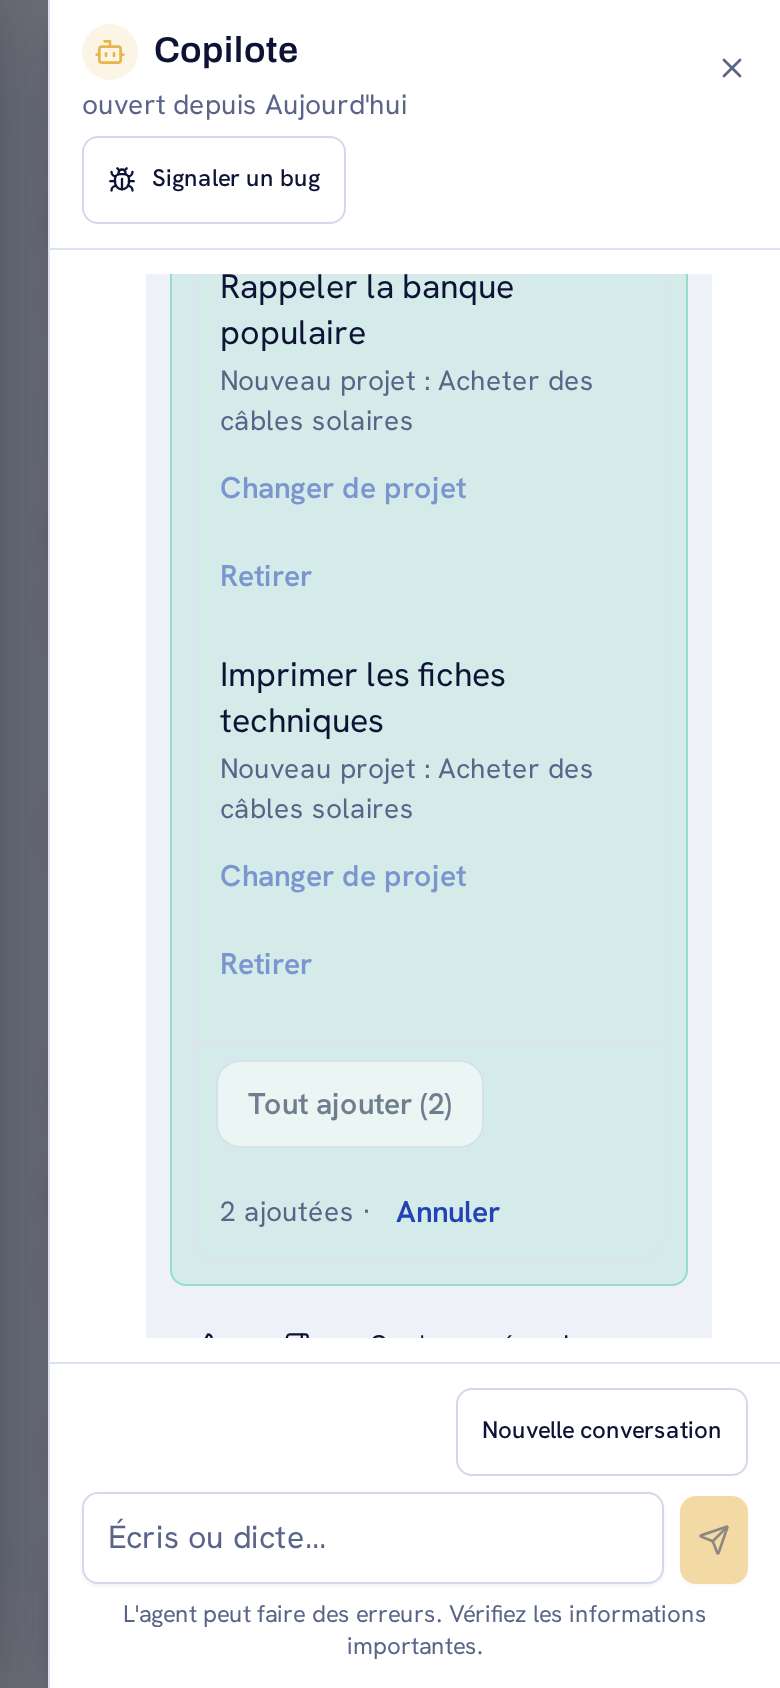 Copilote
ouvert depuis Aujourd'hui
Signaler un bug
Rappeler la banque
populaire
Nouveau projet : Acheter des
câbles solaires
Changer de projet
Retirer
Imprimer les fiches
techniques
Nouveau projet : Acheter des
câbles solaires
Changer de projet
Retirer
Tout ajouter (2)
2 ajoutées · Annuler
Nouvelle conversation
Écris ou dicte...
L'agent peut faire des erreurs. Vérifiez les informations
importantes.